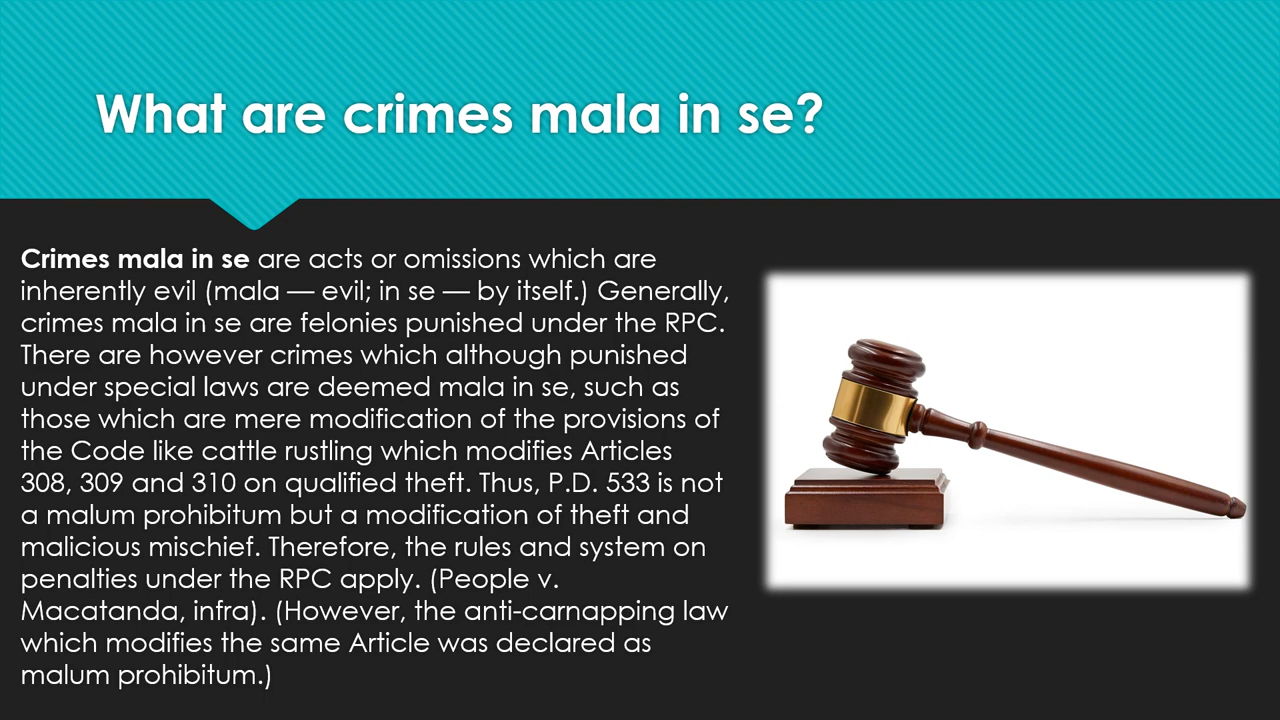 What are crimes mala in se?
Crimes mala in se are acts or omissions which are
inherently evil (mala — evil; in se — by itself.) Generally,
crimes mala in se are felonies punished under the RPC.
There are however crimes which although punished
under special laws are deemed mala in se, such as
those which are mere modification of the provisions of
the Code like cattle rustling which modifies Articles
308, 309 and 310 on qualified theft. Thus, P.D. 533 is not
a malum prohibitum but a modification of theft and
malicious mischief. Therefore, the rules and system on
penalties under the RPC apply. (People v.
Macatanda, infra). (However, the anti-carnapping law
which modifies the same Article was declared as
malum prohibitum.)